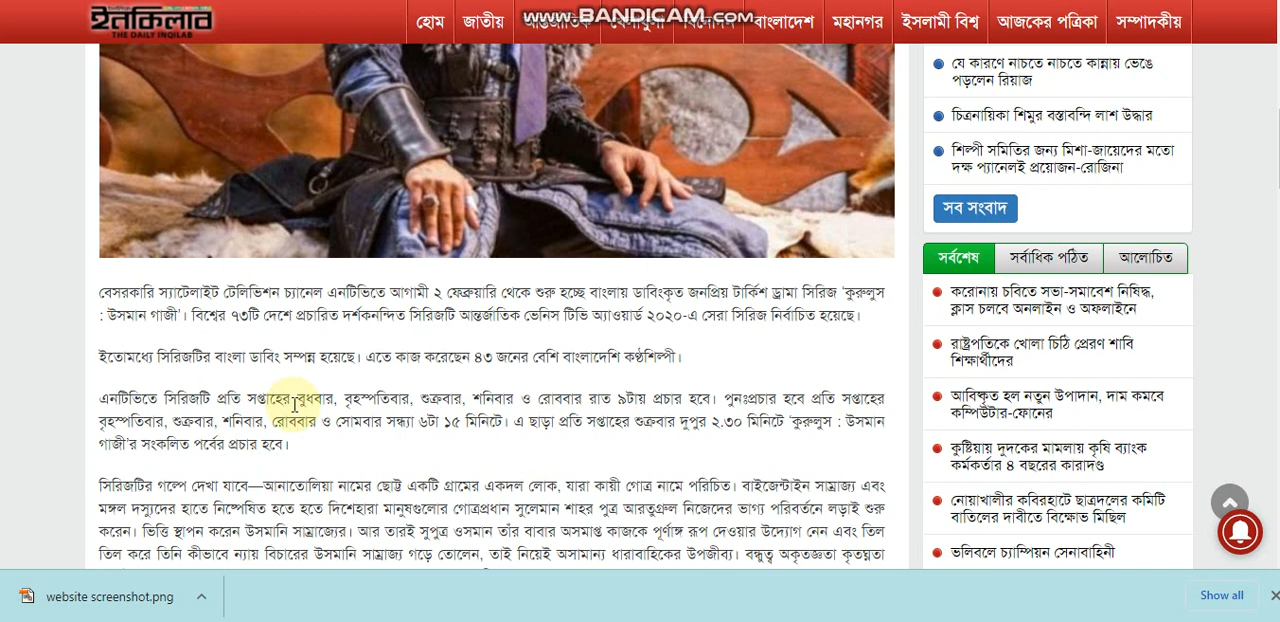 ইনকিলাব
THE DAILY INQILAB
হোম জাতীয় www.BANDICAM.com বাংলাদেশ মহানগর ইসলামী বিশ্ব আজকের পত্রিকা সম্পাদকীয়
যে কারণে নাচতে নাচতে কান্নায় ভেঙে
পড়লেন রিয়াজ
চিত্রনায়িকা শিমুর বস্তাবন্দি লাশ উদ্ধার
শিল্পী সমিতির জন্য মিশা-জায়েদের মতো
দক্ষ প্যানেলই প্রয়োজন-রোজিনা
সব সংবাদ
সর্বশেষ সর্বাধিক পঠিত আলোচিত
করোনায় চবিতে সভা-সমাবেশ নিষিদ্ধ,
ক্লাস চলবে অনলাইন ও অফলাইনে
রাষ্ট্রপতিকে খোলা চিঠি প্রেরণ শাবি
শিক্ষার্থীদের
আবিষ্কৃত হল নতুন উপাদান, দাম কমবে
কম্পিউটার-ফোনের
কুষ্টিয়ায় দুদকের মামলায় কৃষি ব্যাংক
কর্মকর্তার ৪ বছরের কারাদণ্ড
নোয়াখালীর কবিরহাটে ছাত্রদলের কমিটি
বাতিলের দাবীতে বিক্ষোভ মিছিল
ভলিবলে চ্যাম্পিয়ন সেনাবাহিনী
বেসরকারি স্যাটেলাইট টেলিভিশন চ্যানেল এনটিভিতে আগামী ২ ফেব্রুয়ারি থেকে শুরু হচ্ছে বাংলায় ডাবিংকৃত জনপ্রিয় টার্কিশ ড্রামা সিরিজ ‘কুরুলুস
: উসমান গাজী’। বিশ্বের ৭৩টি দেশে প্রচারিত দর্শকনন্দিত সিরিজটি আন্তর্জাতিক ভেনিস টিভি অ্যাওয়ার্ড ২০২০-এ সেরা সিরিজ নির্বাচিত হয়েছে।
ইতোমধ্যে সিরিজটির বাংলা ডাবিং সম্পন্ন হয়েছে। এতে কাজ করেছেন ৪৩ জনের বেশি বাংলাদেশি কণ্ঠশিল্পী।
এনটিভিতে সিরিজটি প্রতি সপ্তাহের বুধবার, বৃহস্পতিবার, শুক্রবার, শনিবার ও রোববার রাত ৯টায় প্রচার হবে। পুনঃপ্রচার হবে প্রতি সপ্তাহের
বৃহস্পতিবার, শুক্রবার, শনিবার, রোববার ও সোমবার সন্ধ্যা ৬টা ১৫ মিনিটে। এ ছাড়া প্রতি সপ্তাহের শুক্রবার দুপুর ২.৩০ মিনিটে ‘কুরুলুস : উসমান
গাজী’র সংকলিত পর্বের প্রচার হবে।
সিরিজটির গল্পে দেখা যাবে—আনাতোলিয়া নামের ছোট্ট একটি গ্রামের একদল লোক, যারা কায়ী গোত্র নামে পরিচিত। বাইজেন্টাইন সাম্রাজ্য এবং
মঙ্গল দস্যুদের হাতে নিষ্পেষিত হতে হতে দিশেহারা মানুষগুলোর গোত্রপ্রধান সুলেমান শাহর পুত্র আরতুগ্রুল নিজেদের ভাগ্য পরিবর্তনে লড়াই শুরু
করেন। ভিত্তি স্থাপন করেন উসমানি সাম্রাজ্যের। আর তারই সুপুত্র ওসমান তাঁর বাবার অসমাপ্ত কাজকে পূর্ণাঙ্গ রূপ দেওয়ার উদ্যোগ নেন এবং তিল
তিল করে তিনি কীভাবে ন্যায় বিচারের উসমানি সাম্রাজ্য গড়ে তোলেন, তাই নিয়েই অসামান্য ধারাবাহিকের উপজীব্য। বন্ধুত্ব অকৃতজ্ঞতা কৃতঘ্নতা
website screenshot.png
Show all